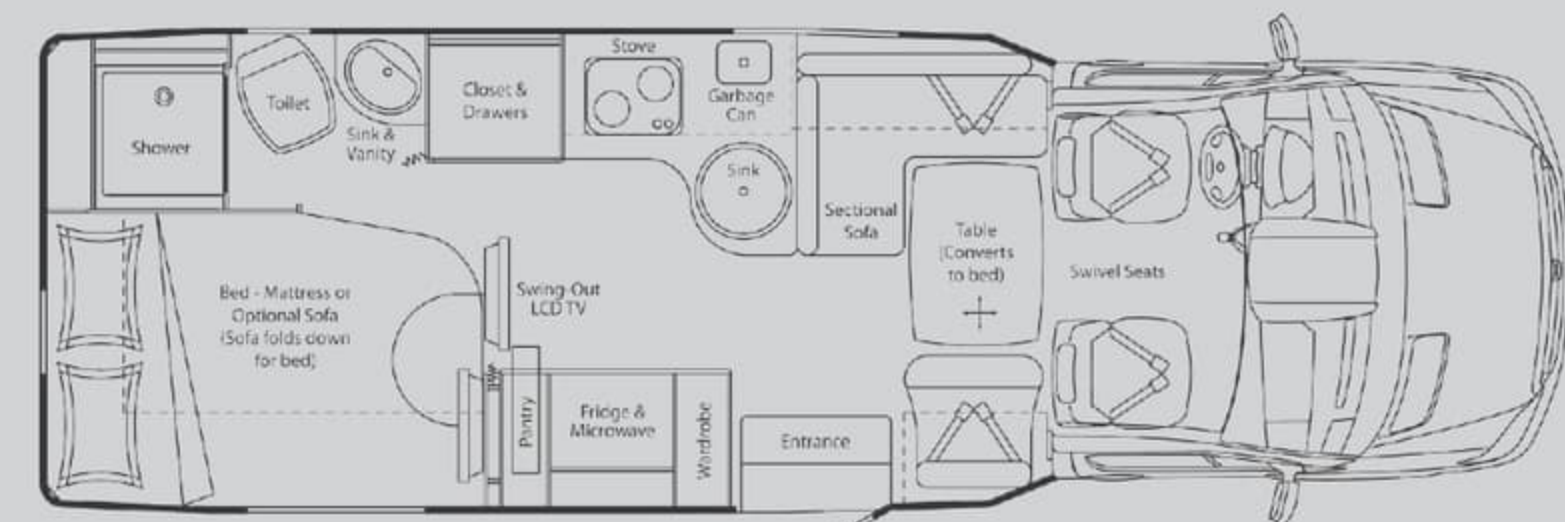 Shower
Toilet
Sink &
Vanity
Closet &
Drawers
Stove
Garbage
Can
Sink
Sectional
Sofa
Table
(Converts
to bed)
Swivel Seats
Bed - Mattress or
Optional Sofa
(Sofa folds down
for bed)
Swing-Out
LCD TV
Pantry
Fridge &
Microwave
Wardrobe
Entrance